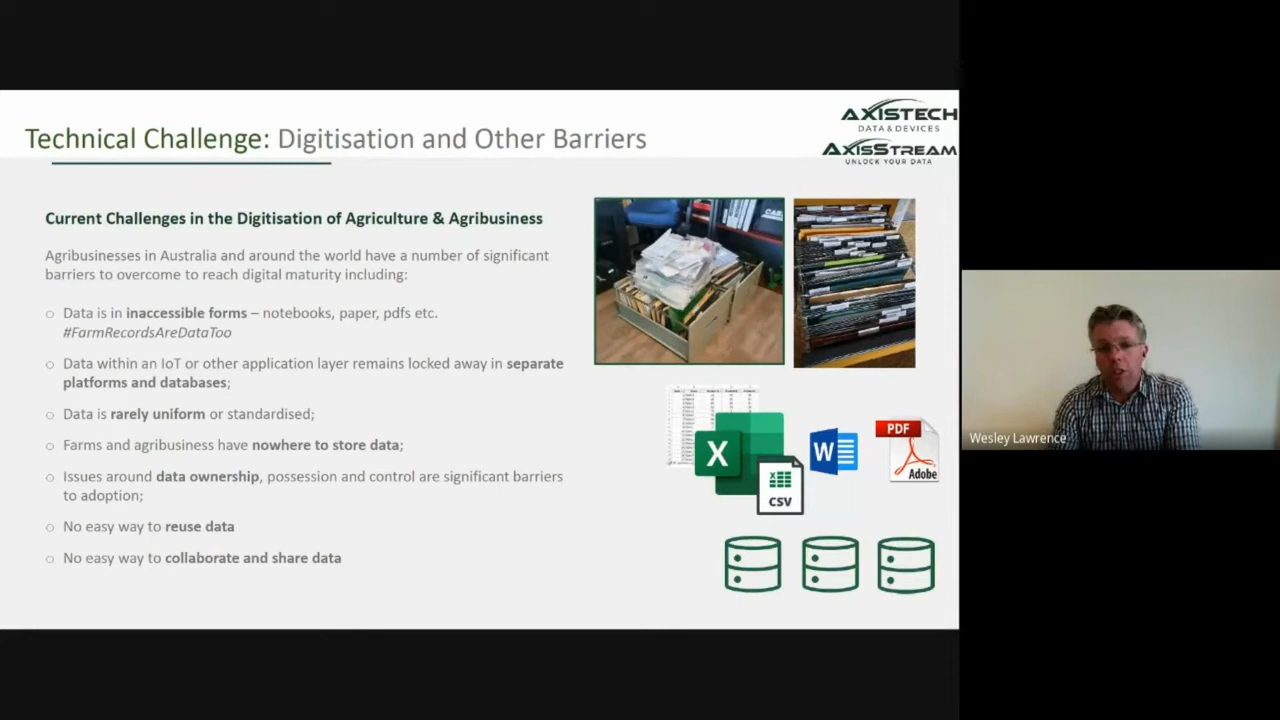 Technical Challenge: Digitisation and Other Barriers
AXISTECH
DATA & DEVICES
AXISSTREAM
UNLOCK YOUR DATA
Current Challenges in the Digitisation of Agriculture & Agribusiness
Agribusinesses in Australia and around the world have a number of significant
barriers to overcome to reach digital maturity including:
○ Data is in inaccessible forms – notebooks, paper, pdfs etc.
#FarmRecordsAreDataToo
○ Data within an IoT or other application layer remains locked away in separate
platforms and databases;
○ Data is rarely uniform or standardised;
○ Farms and agribusiness have nowhere to store data;
○ Issues around data ownership, possession and control are significant barriers
to adoption;
○ No easy way to reuse data
○ No easy way to collaborate and share data
X
CSV
W
PDF
Adobe
Wesley Lawrence